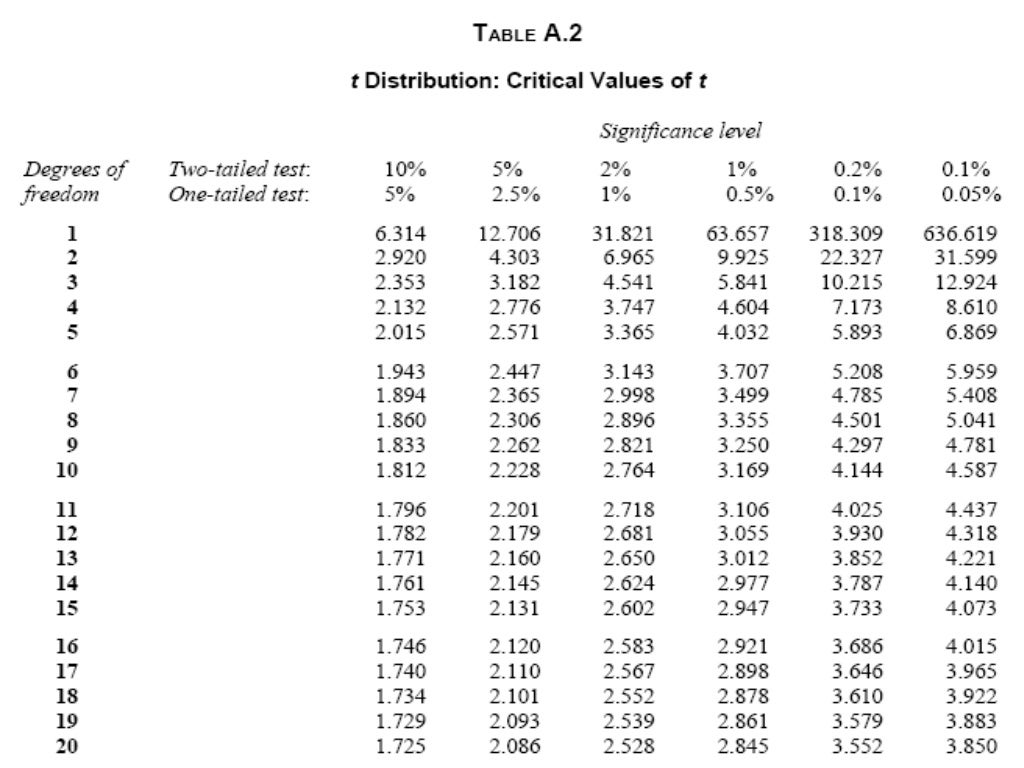 TABLE A.2
t Distribution: Critical Values of t
Significance level
Degrees of Two-tailed test: 10% 5% 2% 1% 0.2% 0.1%
freedom One-tailed test: 5% 2.5% 1% 0.5% 0.1% 0.05%
1 6.314 12.706 31.821 63.657 318.309 636.619
2 2.920 4.303 6.965 9.925 22.327 31.599
3 2.353 3.182 4.541 5.841 10.215 12.924
4 2.132 2.776 3.747 4.604 7.173 8.610
5 2.015 2.571 3.365 4.032 5.893 6.869
6 1.943 2.447 3.143 3.707 5.208 5.959
7 1.894 2.365 2.998 3.499 4.785 5.408
8 1.860 2.306 2.896 3.355 4.501 5.041
9 1.833 2.262 2.821 3.250 4.297 4.781
10 1.812 2.228 2.764 3.169 4.144 4.587
11 1.796 2.201 2.718 3.106 4.025 4.437
12 1.782 2.179 2.681 3.055 3.930 4.318
13 1.771 2.160 2.650 3.012 3.852 4.221
14 1.761 2.145 2.624 2.977 3.787 4.140
15 1.753 2.131 2.602 2.947 3.733 4.073
16 1.746 2.120 2.583 2.921 3.686 4.015
17 1.740 2.110 2.567 2.898 3.646 3.965
18 1.734 2.101 2.552 2.878 3.610 3.922
19 1.729 2.093 2.539 2.861 3.579 3.883
20 1.725 2.086 2.528 2.845 3.552 3.850